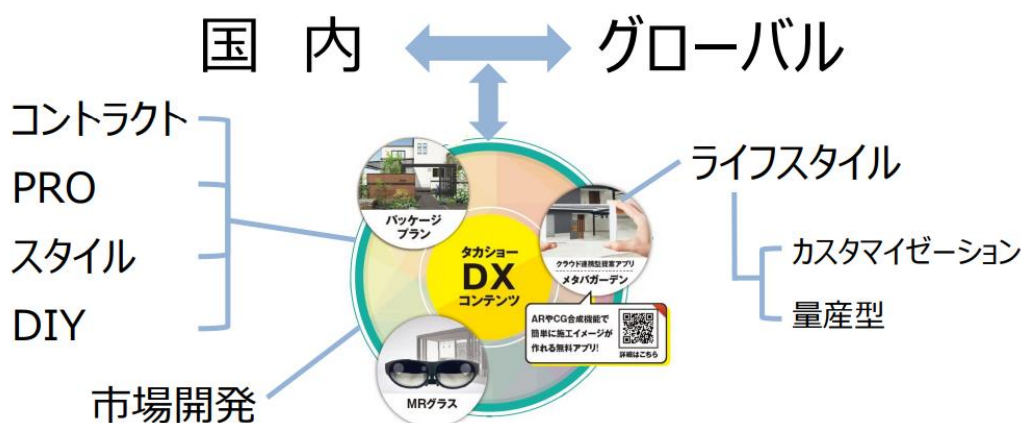 国 内
グローバル
コントラクト
PRO
スタイル
DIY
市場開発
パッケージ
プラン
タカショー
DX
コンテンツ
MRグラス
クラウド連携型提案アプリ
メタバガーデン
ARやCG合成機能で
簡単に施工イメージが
作れる無料アプリ!
詳細はこちら
ライフスタイル
カスタマイゼーション
量産型